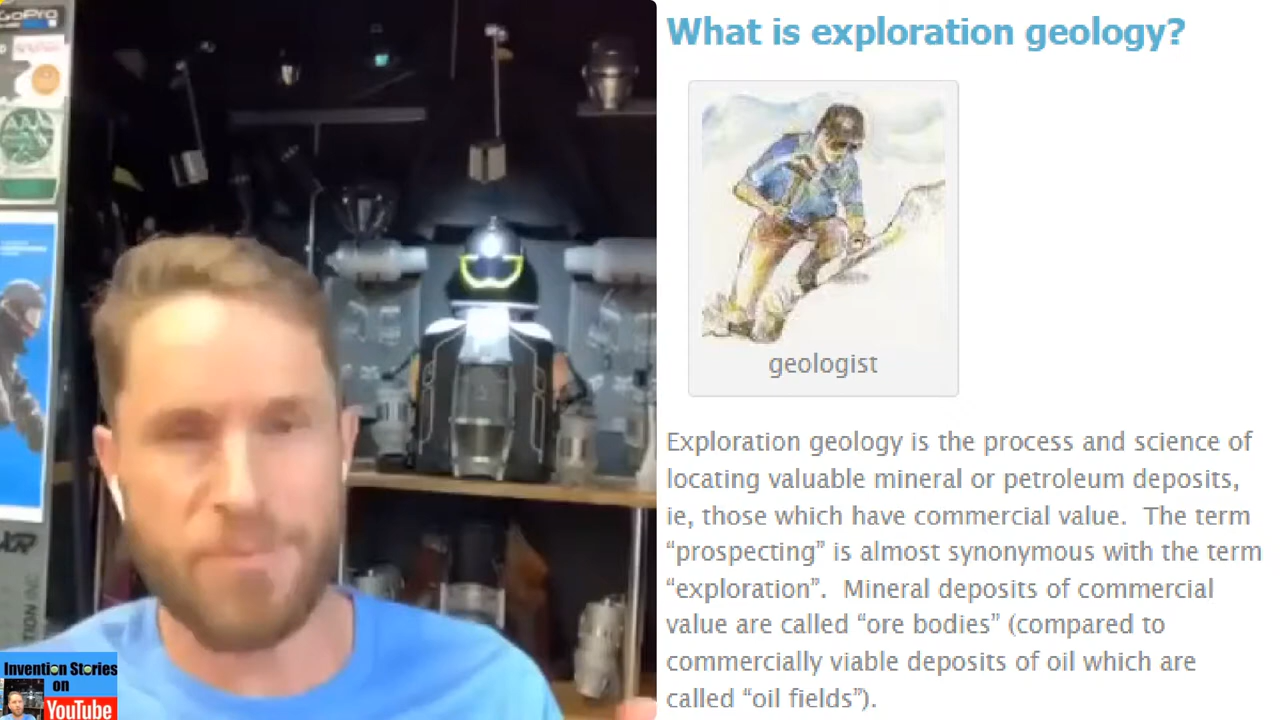 GoPro
What is exploration geology?
geologist
Exploration geology is the process and science of
locating valuable mineral or petroleum deposits,
ie, those which have commercial value. The term
“prospecting” is almost synonymous with the term
“exploration”. Mineral deposits of commercial
value are called “ore bodies” (compared to
commercially viable deposits of oil which are
called “oil fields”).
Invention Stories
on
YouTube